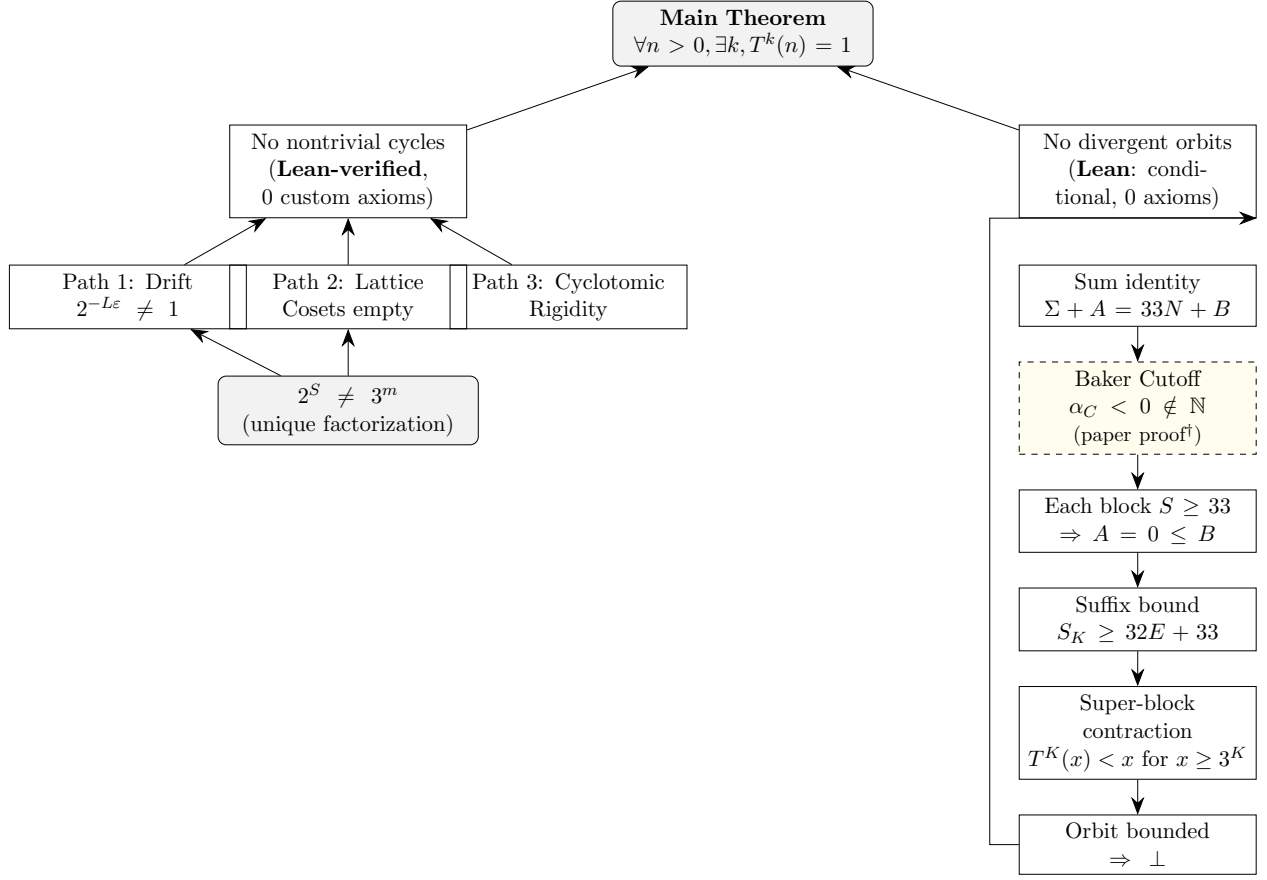 Main Theorem
∀n > 0, ∃k, T^k(n) = 1
No nontrivial cycles
(Lean-verified,
0 custom axioms)
No divergent orbits
(Lean: condi-
tional, 0 axioms)
Path 1: Drift
2^{−Lε} ≠ 1
Path 2: Lattice
Cosets empty
Path 3: Cyclotomic
Rigidity
2^S ≠ 3^m
(unique factorization)
Sum identity
Σ + A = 33N + B
Baker Cutoff
α_C < 0 ∉ ℕ
(paper proof†)
Each block S ≥ 33
⇒ A = 0 ≤ B
Suffix bound
S_K ≥ 32E + 33
Super-block
contraction
T^K(x) < x for x ≥ 3^K
Orbit bounded
⇒ ⊥